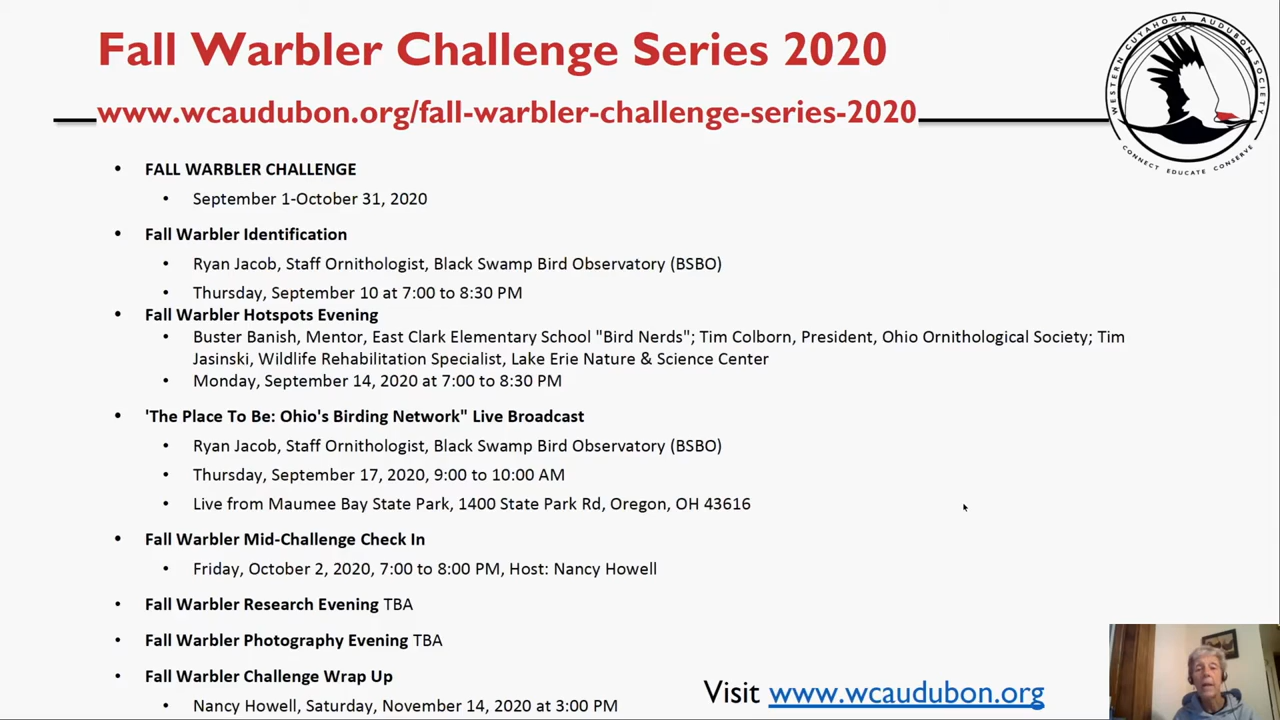 Fall Warbler Challenge Series 2020
www.wcaudubon.org/fall-warbler-challenge-series-2020
WESTERN CUYAHOGA AUDUBON SOCIETY
CONNECT EDUCATE CONSERVE
• FALL WARBLER CHALLENGE
• September 1-October 31, 2020
• Fall Warbler Identification
• Ryan Jacob, Staff Ornithologist, Black Swamp Bird Observatory (BSBO)
• Thursday, September 10 at 7:00 to 8:30 PM
• Fall Warbler Hotspots Evening
• Buster Banish, Mentor, East Clark Elementary School "Bird Nerds"; Tim Colborn, President, Ohio Ornithological Society; Tim
Jasinski, Wildlife Rehabilitation Specialist, Lake Erie Nature & Science Center
• Monday, September 14, 2020 at 7:00 to 8:30 PM
• 'The Place To Be: Ohio's Birding Network" Live Broadcast
• Ryan Jacob, Staff Ornithologist, Black Swamp Bird Observatory (BSBO)
• Thursday, September 17, 2020, 9:00 to 10:00 AM
• Live from Maumee Bay State Park, 1400 State Park Rd, Oregon, OH 43616
• Fall Warbler Mid-Challenge Check In
• Friday, October 2, 2020, 7:00 to 8:00 PM, Host: Nancy Howell
• Fall Warbler Research Evening TBA
• Fall Warbler Photography Evening TBA
• Fall Warbler Challenge Wrap Up
• Nancy Howell, Saturday, November 14, 2020 at 3:00 PM
Visit www.wcaudubon.org